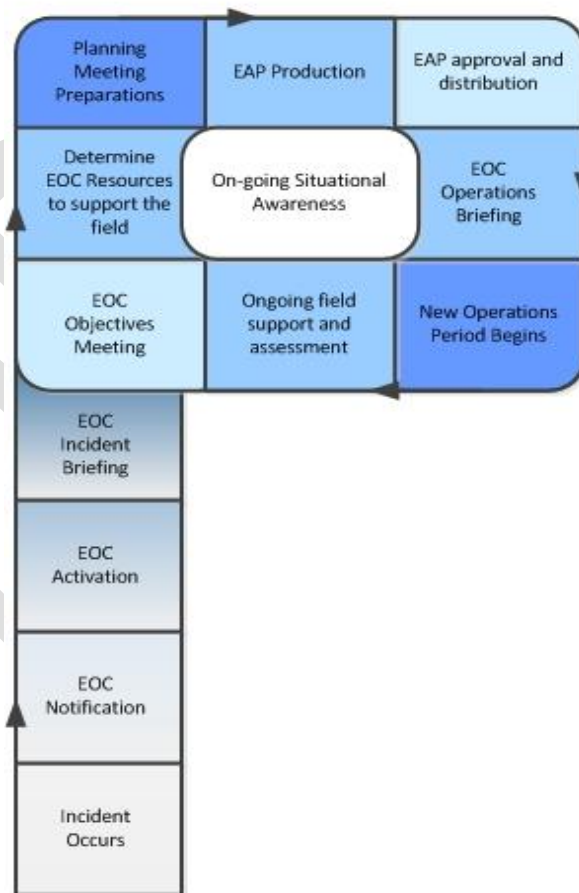 Planning
Meeting
Preparations
EAP Production
EAP approval and
distribution
Determine
EOC Resources
to support the
field
On-going Situational
Awareness
EOC
Operations
Briefing
EOC
Objectives
Meeting
Ongoing field
support and
assessment
New Operations
Period Begins
EOC
Incident
Briefing
EOC
Activation
EOC
Notification
Incident
Occurs